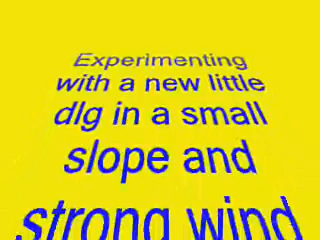 Experimenting
with a new little
dlg in a small
slope and
strong wind